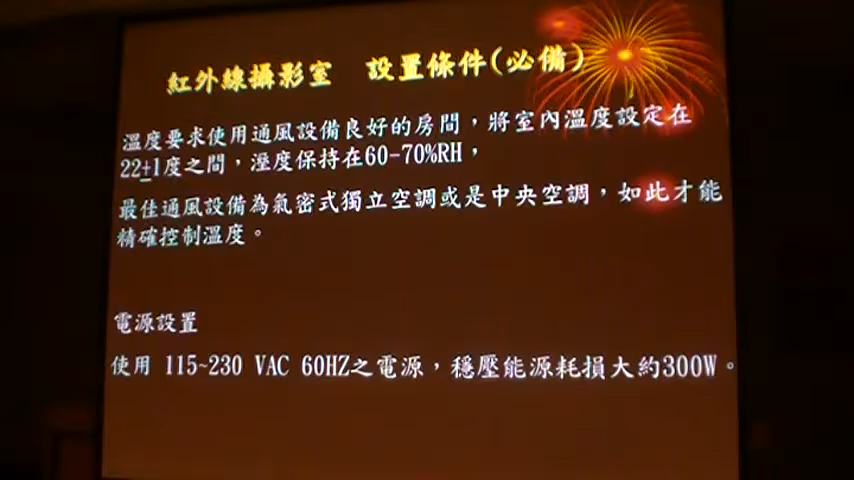 紅外線攝影室　設置條件(必備)
溫度要求使用通風設備良好的房間，將室內溫度設定在
22±1度之間，溼度保持在60-70%RH，
最佳通風設備為氣密式獨立空調或是中央空調，如此才能
精確控制溫度。
電源設置
使用 115~230 VAC 60HZ之電源，穩壓能源耗損大約300W。